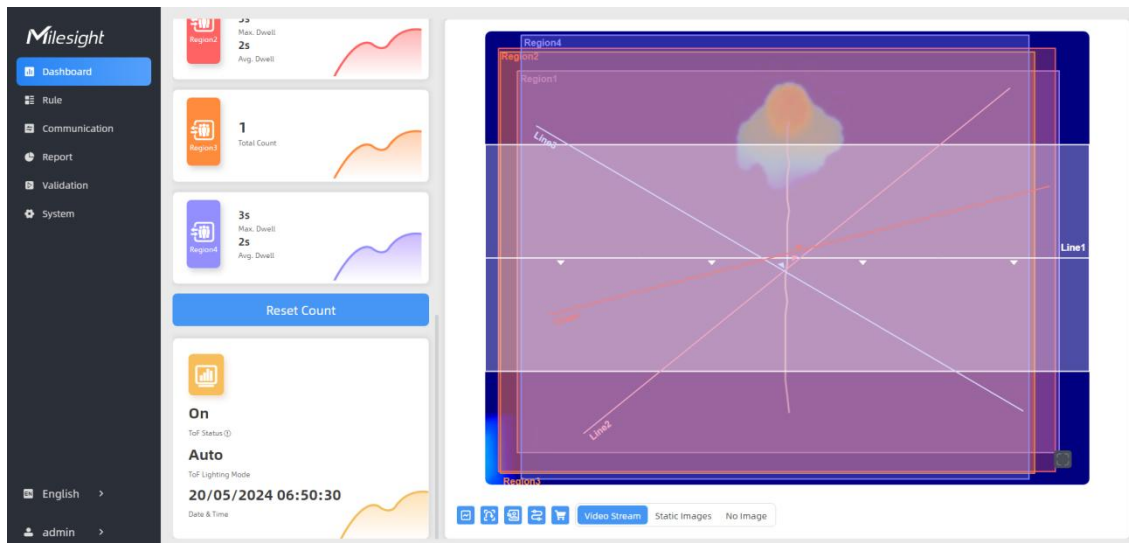 Milesight
Dashboard
Rule
Communication
Report
Validation
System
English
admin
Region2
Max. Dwell
2s
Avg. Dwell
Region3
1
Total Count
Region4
3s
Max. Dwell
2s
Avg. Dwell
Reset Count
On
ToF Status
Auto
ToF Lighting Mode
20/05/2024 06:50:30
Date & Time
Region4
Region2
Region1
Line3
Line1
Line2
Region3
Video Stream
Static Images
No Image